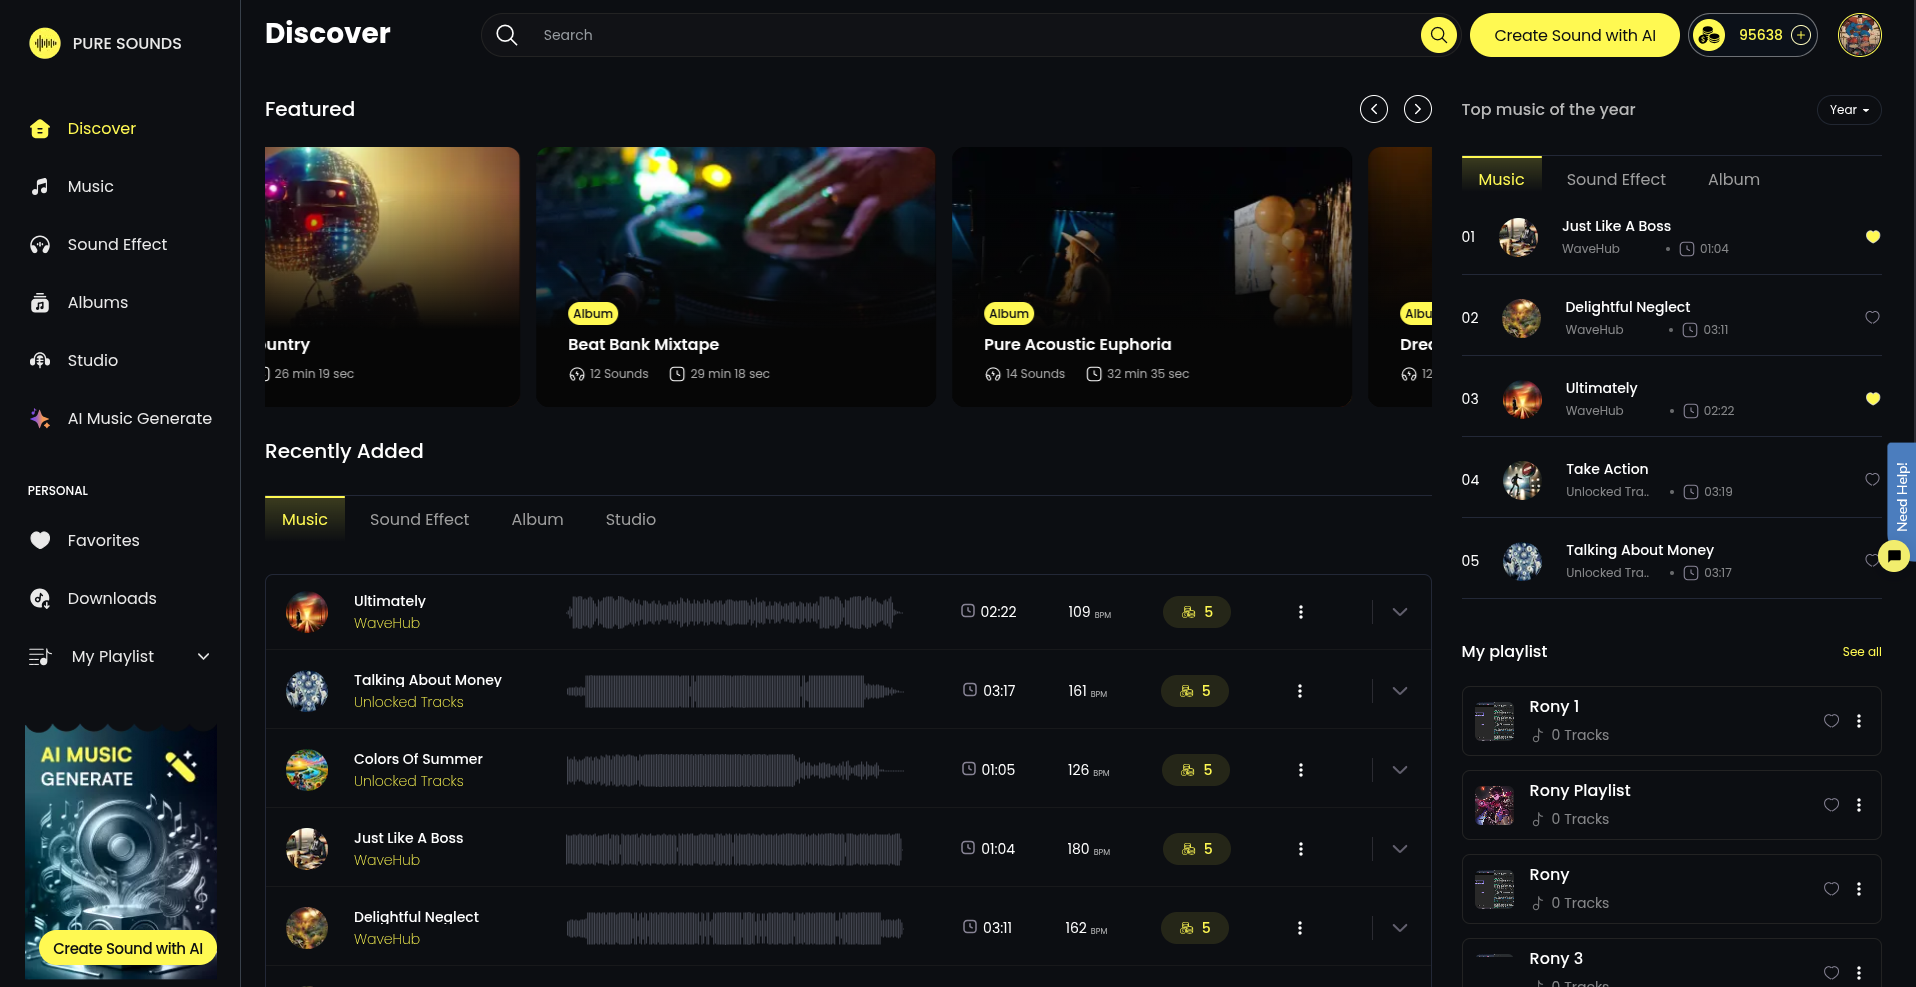 PURE SOUNDS
Discover
Music
Sound Effect
Albums
Studio
AI Music Generate
PERSONAL
Favorites
Downloads
My Playlist
AI MUSIC
GENERATE
Create Sound with AI
Discover
Search
Create Sound with AI
95638
Featured
untry
26 min 19 sec
Album
Beat Bank Mixtape
12 Sounds
29 min 18 sec
Album
Pure Acoustic Euphoria
14 Sounds
32 min 35 sec
Albu
Drea
12
Recently Added
Music
Sound Effect
Album
Studio
Ultimately
WaveHub
02:22
109 BPM
5
Talking About Money
Unlocked Tracks
03:17
161 BPM
5
Colors Of Summer
Unlocked Tracks
01:05
126 BPM
5
Just Like A Boss
WaveHub
01:04
180 BPM
5
Delightful Neglect
WaveHub
03:11
162 BPM
5
Top music of the year
Year
Music
Sound Effect
Album
01
Just Like A Boss
WaveHub
01:04
02
Delightful Neglect
WaveHub
03:11
03
Ultimately
WaveHub
02:22
04
Take Action
Unlocked Tra..
03:19
05
Talking About Money
Unlocked Tra..
03:17
Need Help!
My playlist
See all
Rony 1
0 Tracks
Rony Playlist
0 Tracks
Rony
0 Tracks
Rony 3
0 Tracks